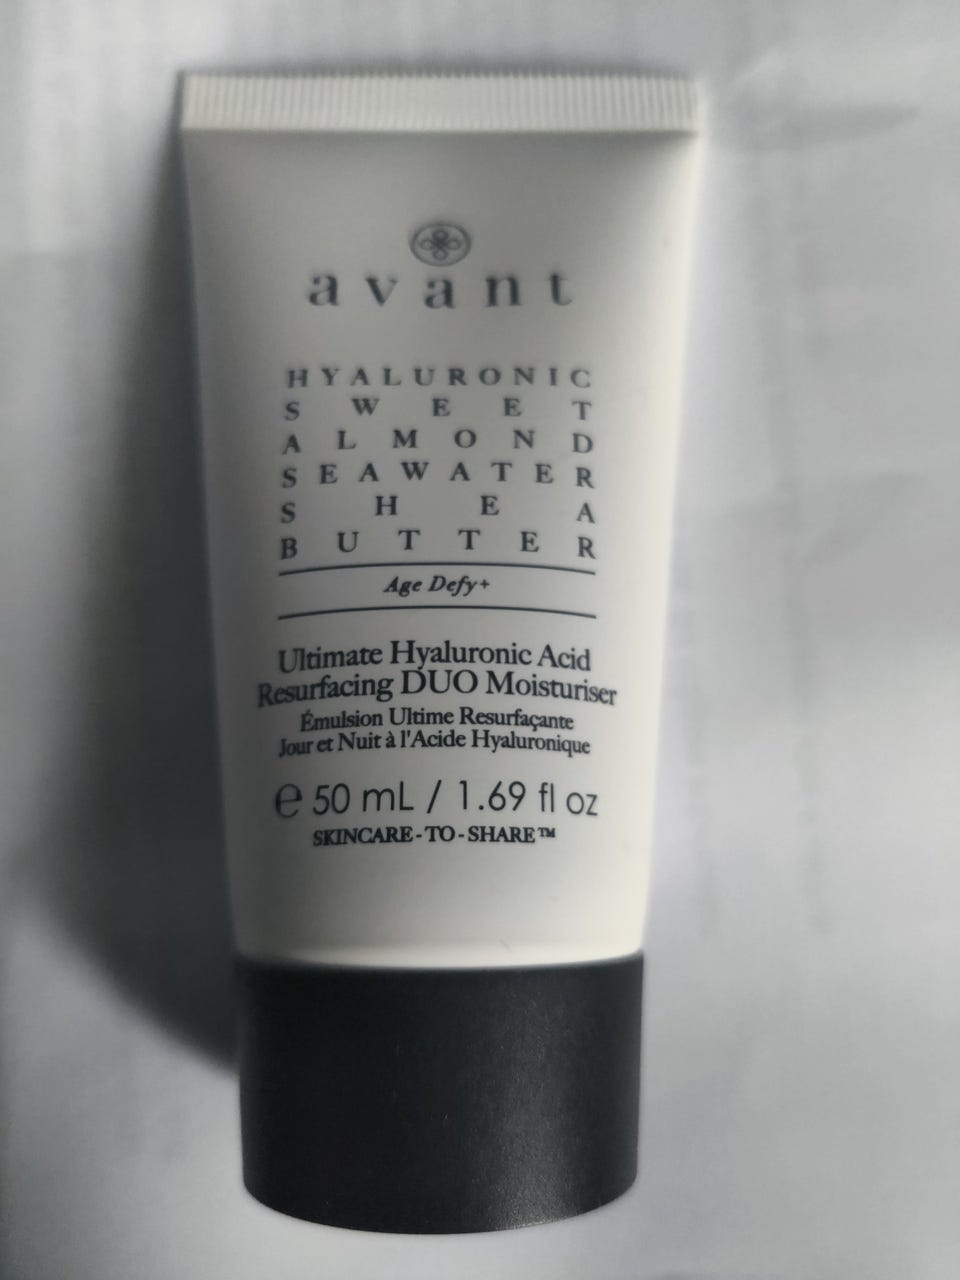 avant
HYALURONIC
SWEET
ALMOND
SEAWATER
SHEA
BUTTER
Age Defy+
Ultimate Hyaluronic Acid
Resurfacing DUO Moisturiser
Émulsion Ultime Resurfaçante
Jour et Nuit à l'Acide Hyaluronique
℮ 50 mL / 1.69 fl oz
SKINCARE-TO-SHARE™